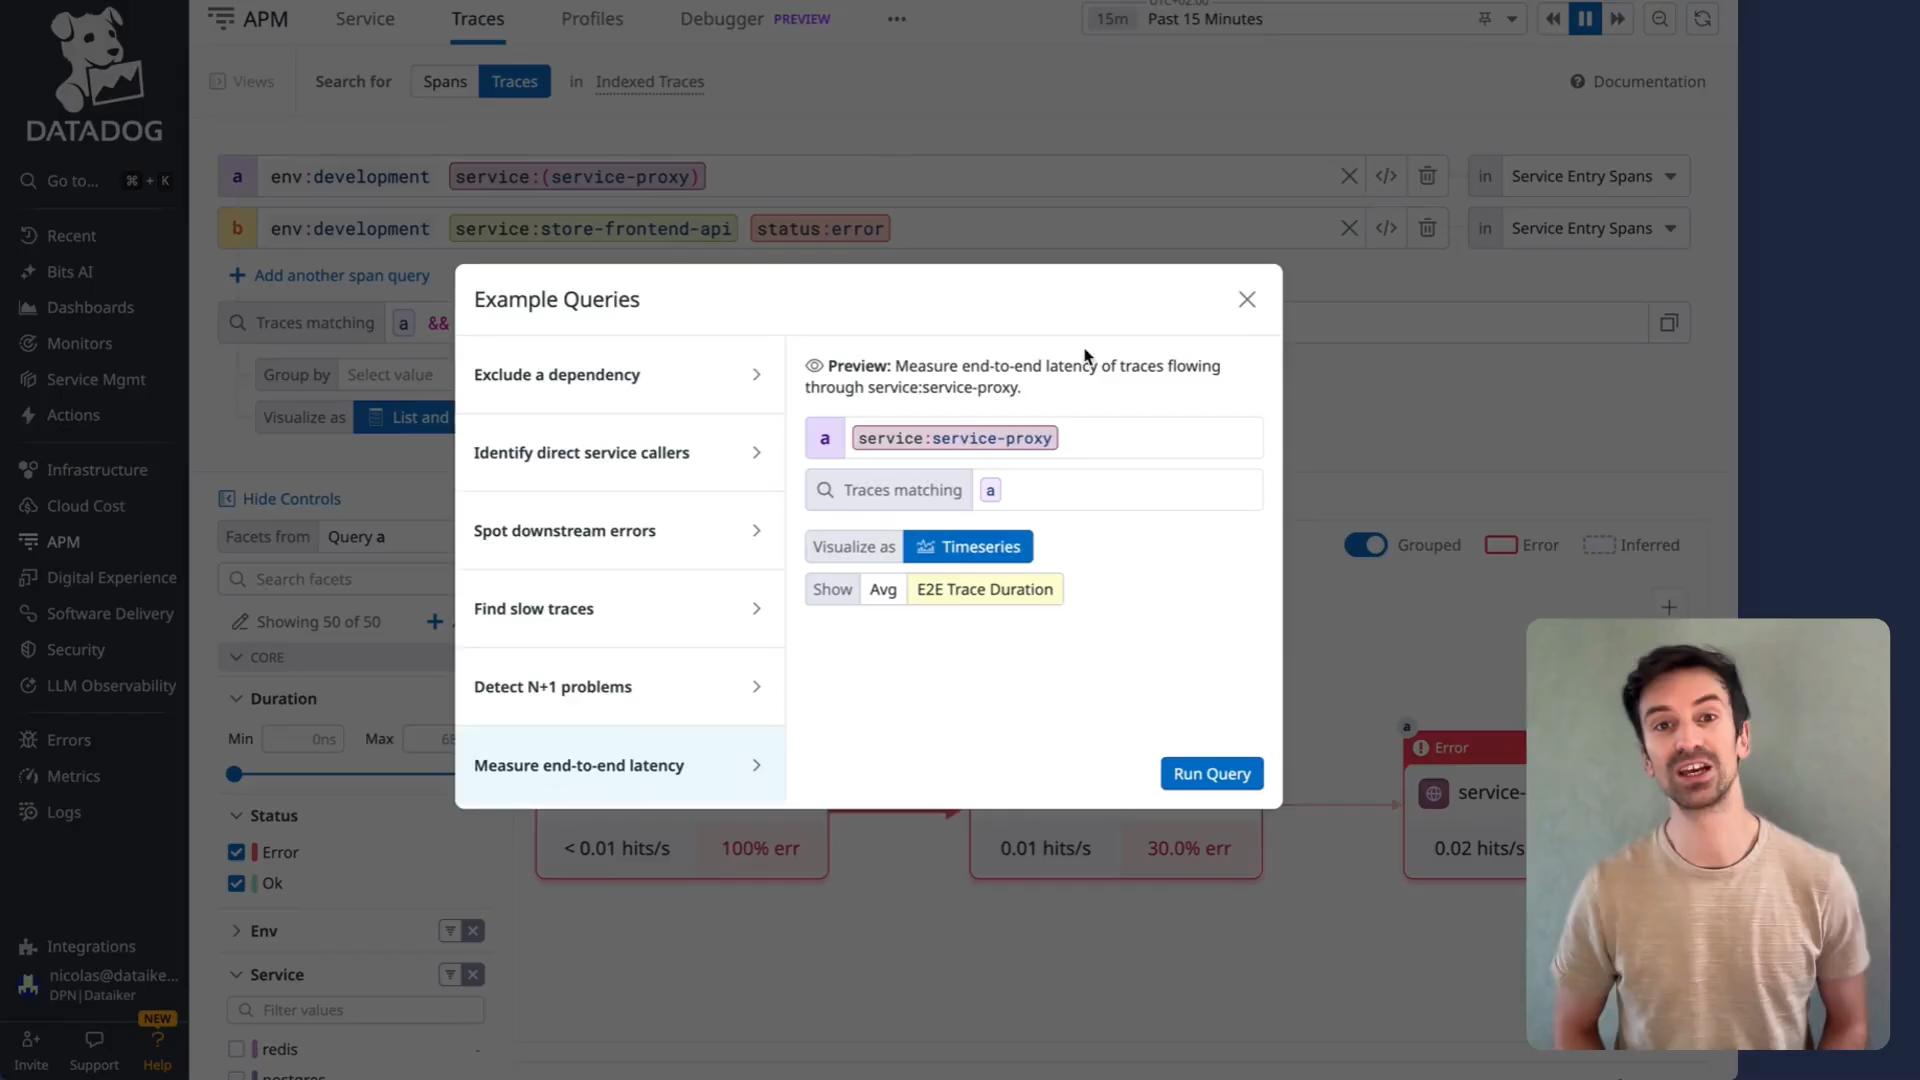 DATADOG
Go to... ⌘ + K
Recent
Bits AI
Dashboards
Monitors
Service Mgmt
Actions
Infrastructure
Cloud Cost
APM
Digital Experience
Software Delivery
Security
LLM Observability
Errors
Metrics
Logs
Integrations
nicolas@dataike...
DPN|Dataiker
NEW
Invite Support Help
APM Service Traces Profiles Debugger PREVIEW
15m Past 15 Minutes
Views Search for Spans Traces in Indexed Traces Documentation
a env:development service:(service-proxy) </> in Service Entry Spans
b env:development service:store-frontend-api status:error </> in Service Entry Spans
+ Add another span query
Traces matching a &&
Group by Select value
Visualize as List and
Hide Controls
Facets from Query a
Search facets
Showing 50 of 50 +
CORE
Duration
Min 0ns Max
Status
Error
Ok
Env
Service
Filter values
redis -
Example Queries
Exclude a dependency
Identify direct service callers
Spot downstream errors
Find slow traces
Detect N+1 problems
Measure end-to-end latency
Preview: Measure end-to-end latency of traces flowing
through service:service-proxy.
a service:service-proxy
Traces matching a
Visualize as Timeseries
Show Avg E2E Trace Duration
Run Query
Grouped Error Inferred
a
Error
service-
< 0.01 hits/s 100% err
0.01 hits/s 30.0% err
0.02 hits/s